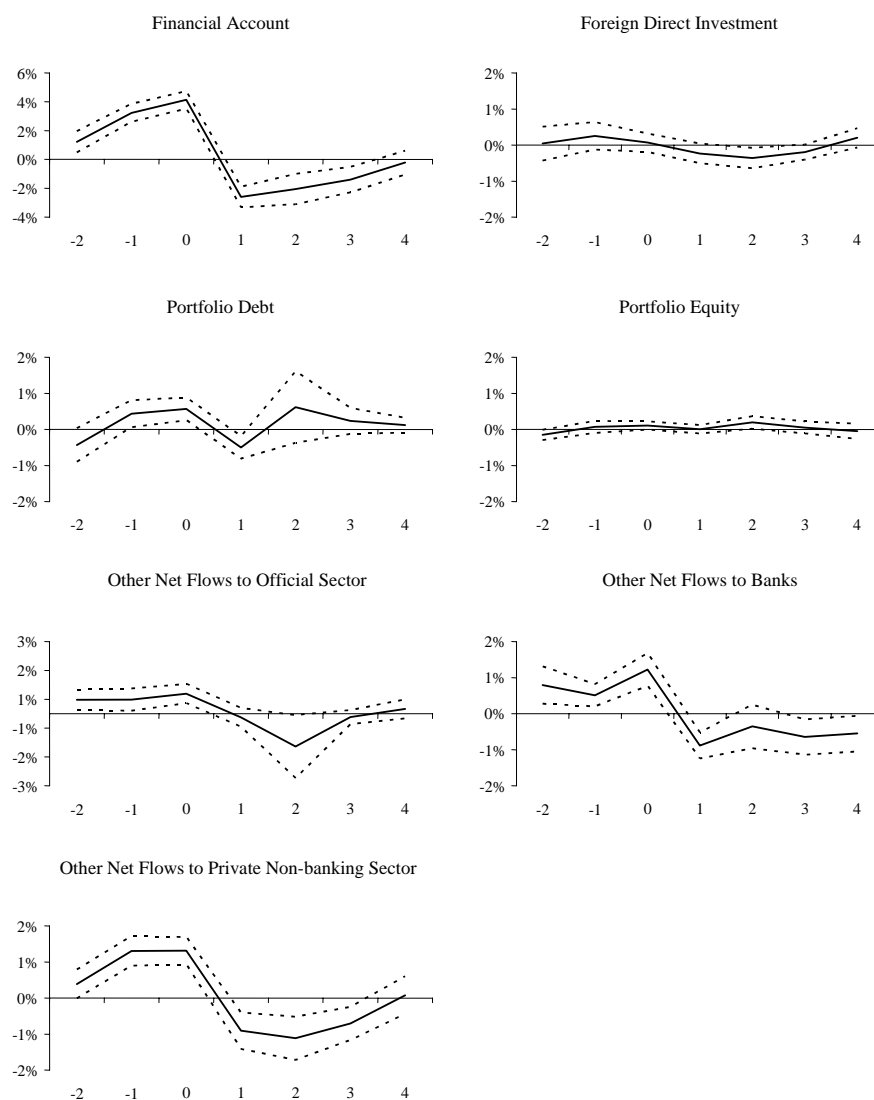 Financial Account
6%
4%
2%
0%
-2%
-4%
-2 -1 0 1 2 3 4
Foreign Direct Investment
2%
1%
0%
-1%
-2%
-2 -1 0 1 2 3 4
Portfolio Debt
2%
1%
0%
-1%
-2%
-2 -1 0 1 2 3 4
Portfolio Equity
2%
1%
0%
-1%
-2%
-2 -1 0 1 2 3 4
Other Net Flows to Official Sector
3%
2%
1%
-1%
-2%
-3%
-2 -1 0 1 2 3 4
Other Net Flows to Banks
2%
1%
0%
-1%
-2%
-2 -1 0 1 2 3 4
Other Net Flows to Private Non-banking Sector
2%
1%
0%
-1%
-2%
-2 -1 0 1 2 3 4